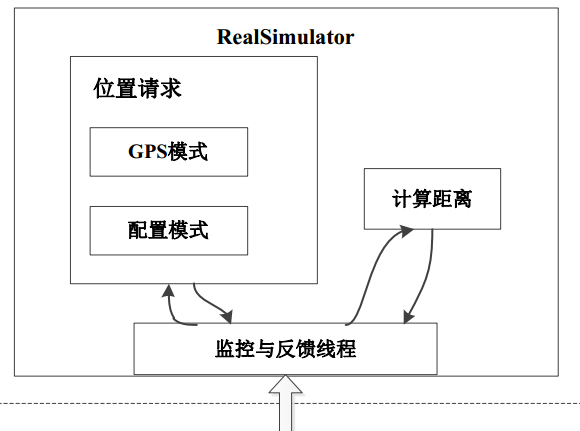 RealSimulator
位置请求
GPS模式
配置模式
计算距离
监控与反馈线程